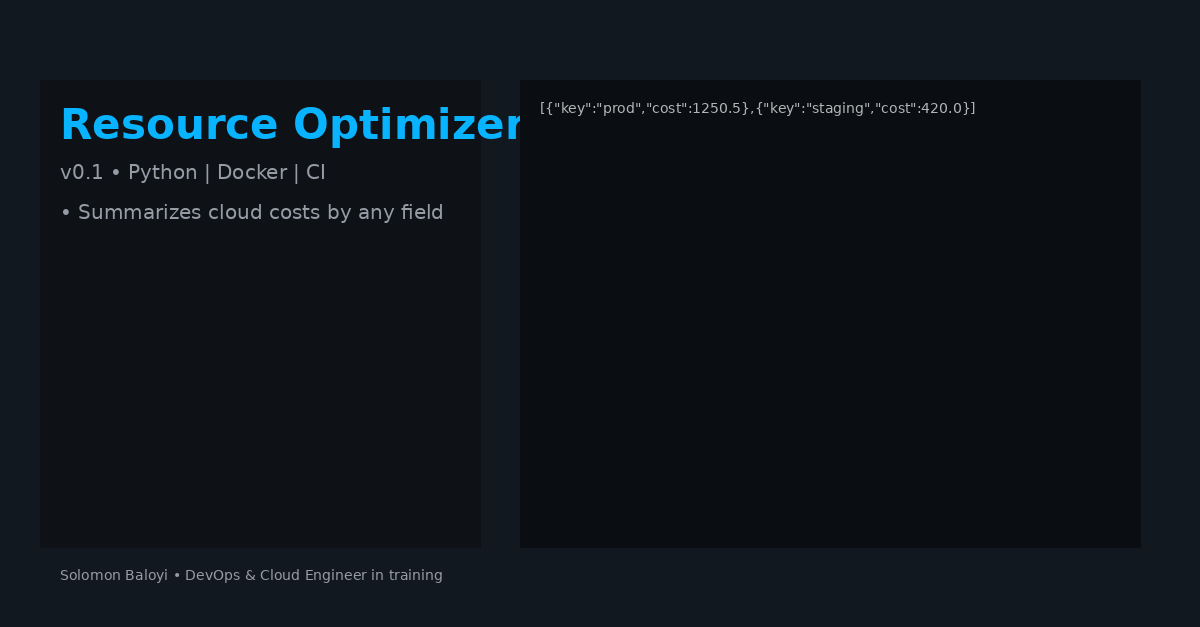 Resource Optimizer
v0.1 • Python | Docker | CI
• Summarizes cloud costs by any field
[{"key":"prod","cost":1250.5},{"key":"staging","cost":420.0}]
Solomon Baloyi • DevOps & Cloud Engineer in training